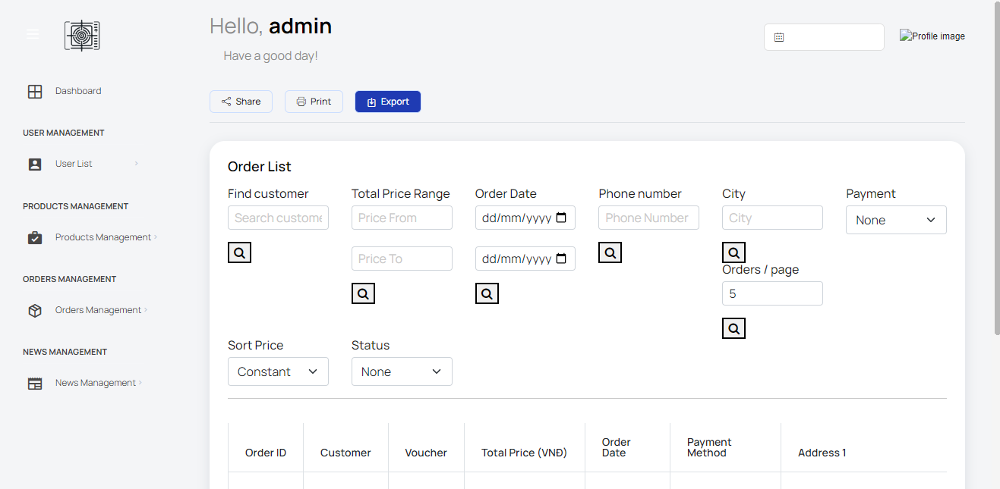 Hello, admin
Have a good day!
Profile image
Share
Print
Export
Dashboard
USER MANAGEMENT
User List
PRODUCTS MANAGEMENT
Products Management
ORDERS MANAGEMENT
Orders Management
NEWS MANAGEMENT
News Management
Order List
Find customer
Search custome
Total Price Range
Price From
Price To
Order Date
dd/mm/yyyy
dd/mm/yyyy
Phone number
Phone Number
City
City
Payment
None
Orders / page
5
Sort Price
Constant
Status
None
Order ID
Customer
Voucher
Total Price (VNĐ)
Order
Date
Payment
Method
Address 1